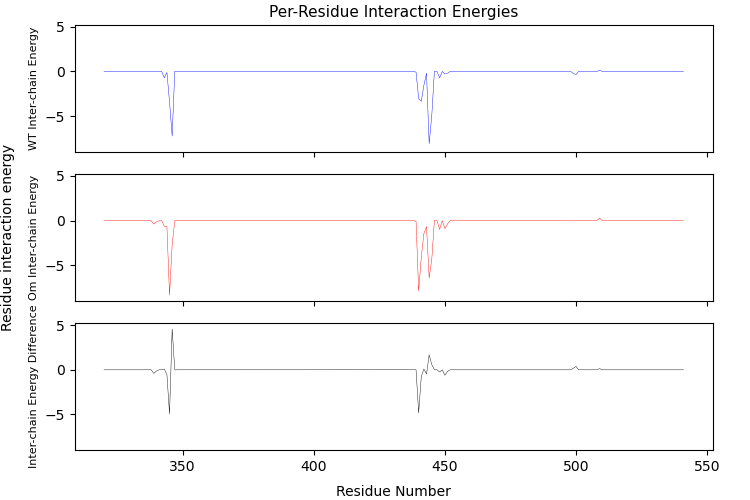 Per-Residue Interaction Energies
Residue interaction energy
WT Inter-chain Energy
5
0
−5
Om Inter-chain Energy
5
0
−5
Inter-chain Energy Difference
5
0
−5
350
400
450
500
550
Residue Number